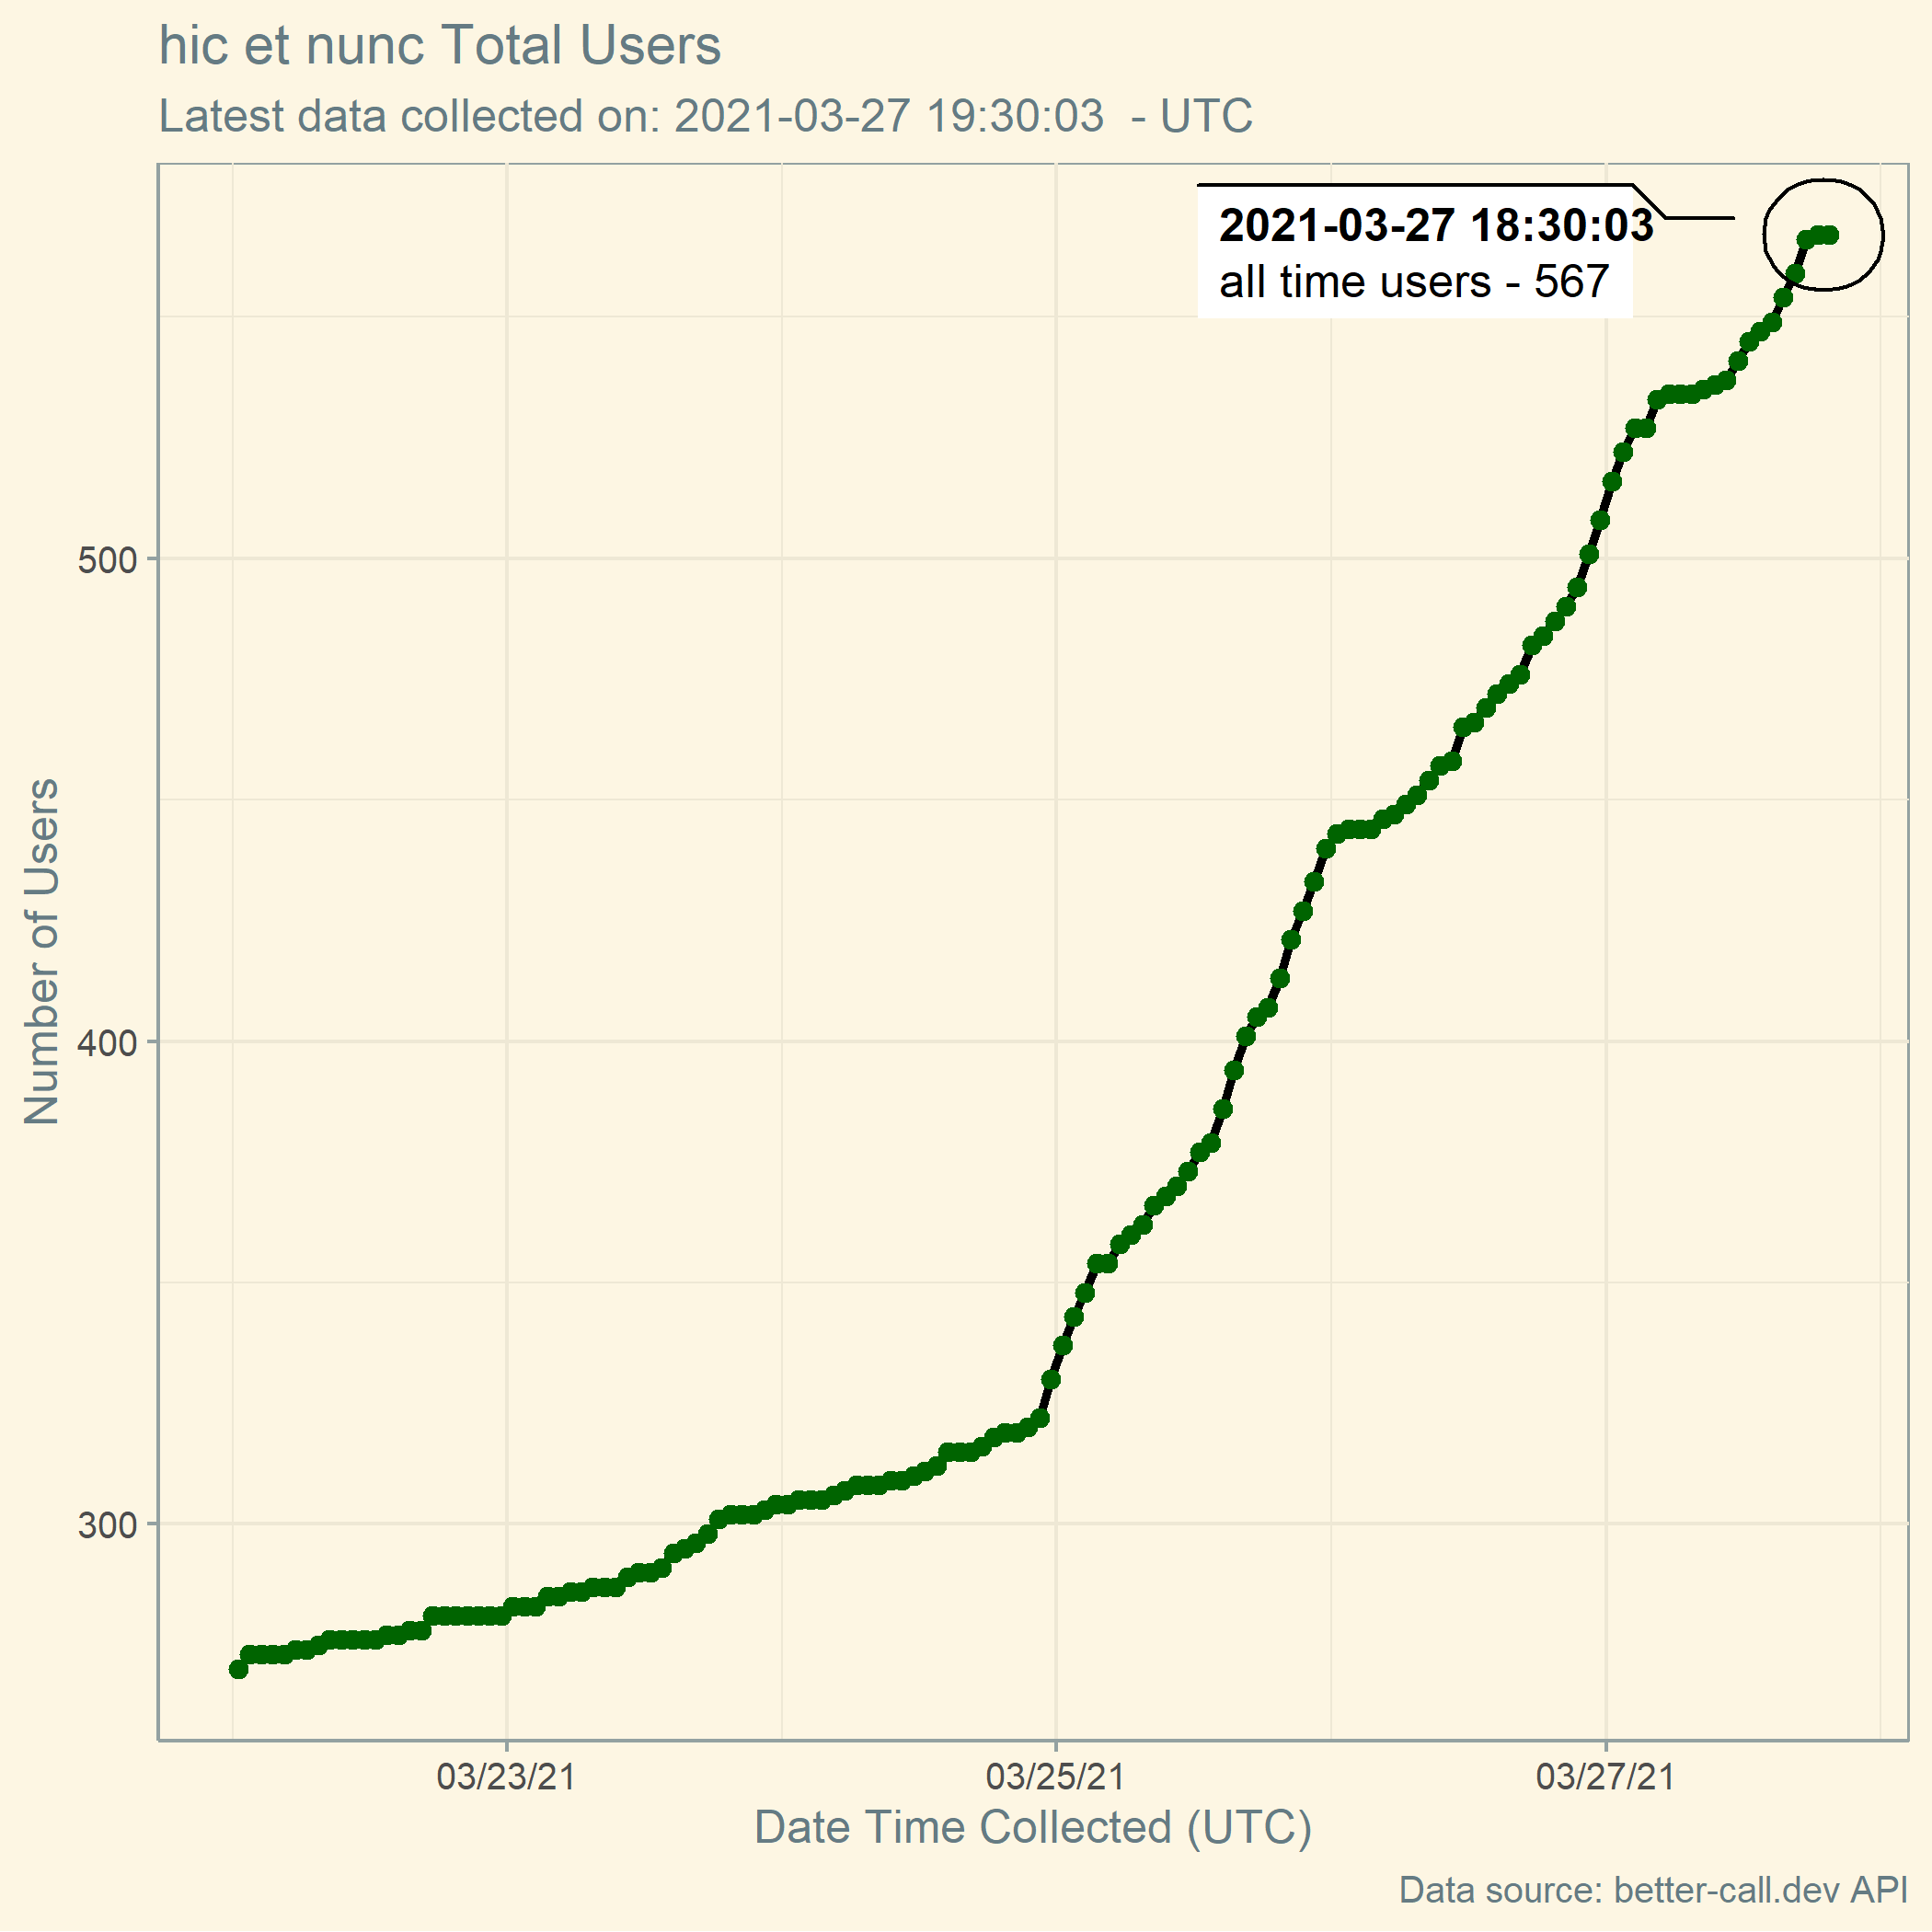 hic et nunc Total Users
Latest data collected on: 2021-03-27 19:30:03  - UTC
2021-03-27 18:30:03
all time users - 567
Number of Users
500
400
300
03/23/21
03/25/21
03/27/21
Date Time Collected (UTC)
Data source: better-call.dev API